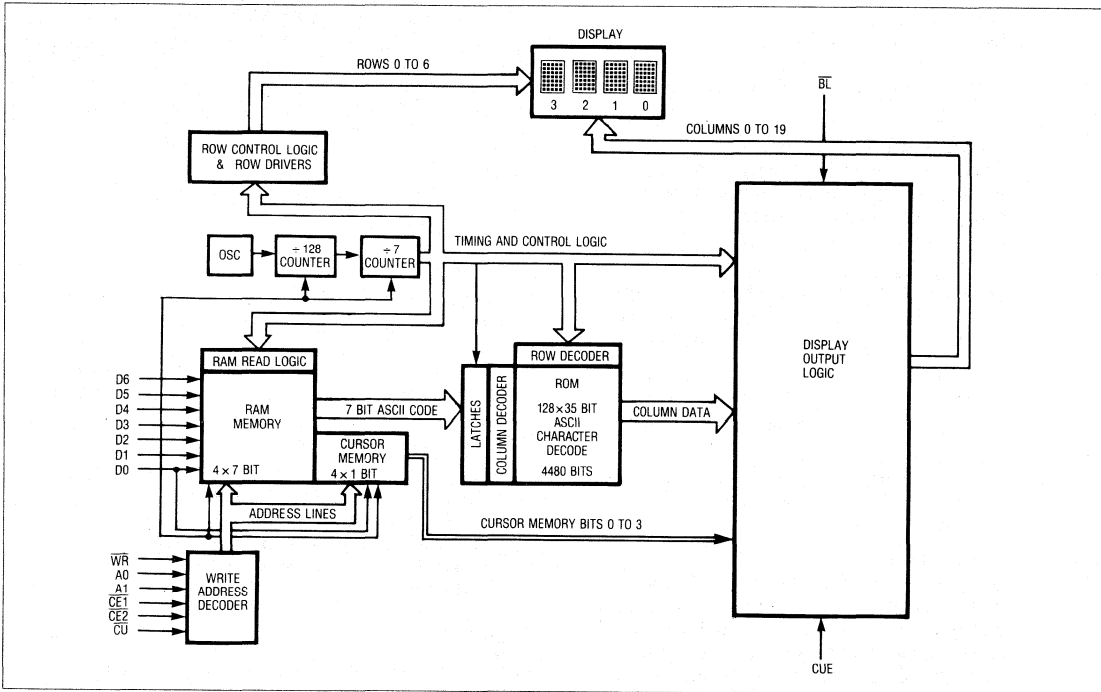 DISPLAY
ROWS 0 TO 6
3 2 1 0
BL
COLUMNS 0 TO 19
ROW CONTROL LOGIC
& ROW DRIVERS
OSC
÷ 128
COUNTER
÷ 7
COUNTER
TIMING AND CONTROL LOGIC
RAM READ LOGIC
RAM
MEMORY
4 × 7 BIT
D6
D5
D4
D3
D2
D1
D0
7 BIT ASCII CODE
CURSOR
MEMORY
4 × 1 BIT
LATCHES
COLUMN DECODER
ROW DECODER
ROM
128×35 BIT
ASCII
CHARACTER
DECODE
4480 BITS
COLUMN DATA
DISPLAY
OUTPUT
LOGIC
ADDRESS LINES
CURSOR MEMORY BITS 0 TO 3
WR
A0
A1
CE1
CE2
CU
WRITE
ADDRESS
DECODER
CUE